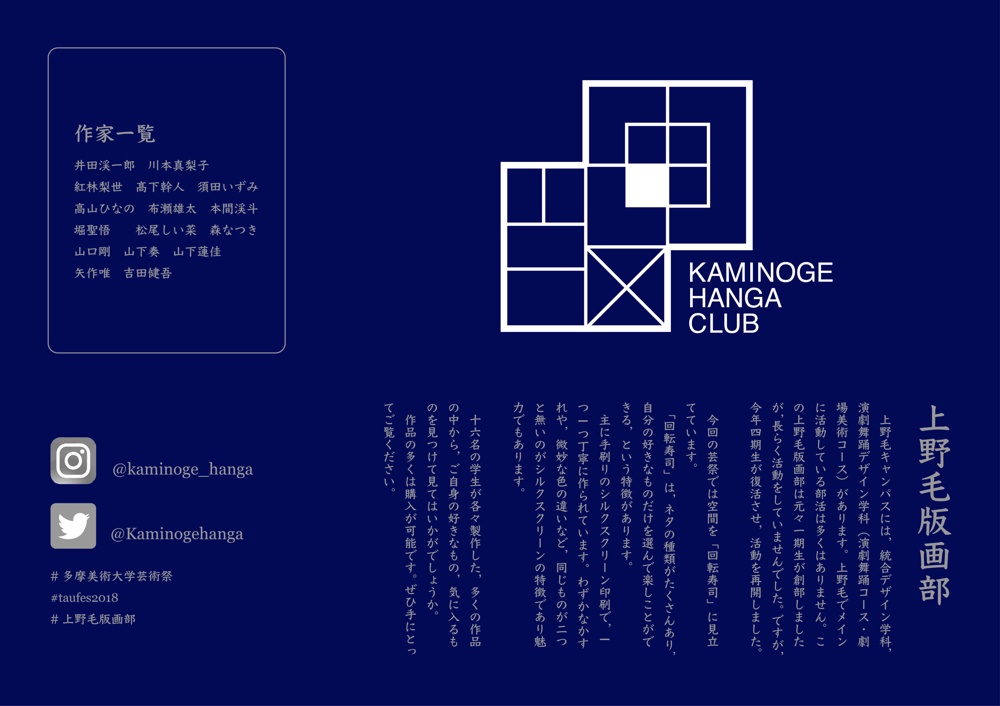 KAMINOGE
HANGA
CLUB
上野毛版画部
上野毛キャンパスには，統合デザイン学科，
演劇舞踊デザイン学科（演劇舞踊コース・劇
場美術コース）があります。上野毛でメイン
に活動している部活は多くはありません。こ
の上野毛版画部は元々一期生が創部しました
が，長らく活動をしていませんでした。ですが，
今年四期生が復活させ，活動を再開しました。
今回の芸祭では空間を「回転寿司」に見立
てています。
「回転寿司」は，ネタの種類がたくさんあり，
自分の好きなものだけを選んで楽しことがで
きる，という特徴があります。
主に手刷りのシルクスクリーン印刷で，一
つ一つ丁寧に作られています。わずかなかす
れや，微妙な色の違いなど，同じものが二つ
と無いのがシルクスクリーンの特徴であり魅
力でもあります。
十六名の学生が各々製作した，多くの作品
の中から，ご自身の好きなもの，気に入るも
のを見つけて見てはいかがでしょうか。
作品の多くは購入が可能です。ぜひ手にとっ
てご覧ください。
作家一覧
井田渓一郎　川本真梨子
紅林梨世　高下幹人　須田いずみ
高山ひなの　布瀬雄太　本間渓斗
堀聖悟　　松尾しい菜　森なつき
山口剛　山下奏　山下蓮佳
矢作唯　吉田健吾
@kaminoge_hanga
@Kaminogehanga
# 多摩美術大学芸術祭
#taufes2018
# 上野毛版画部